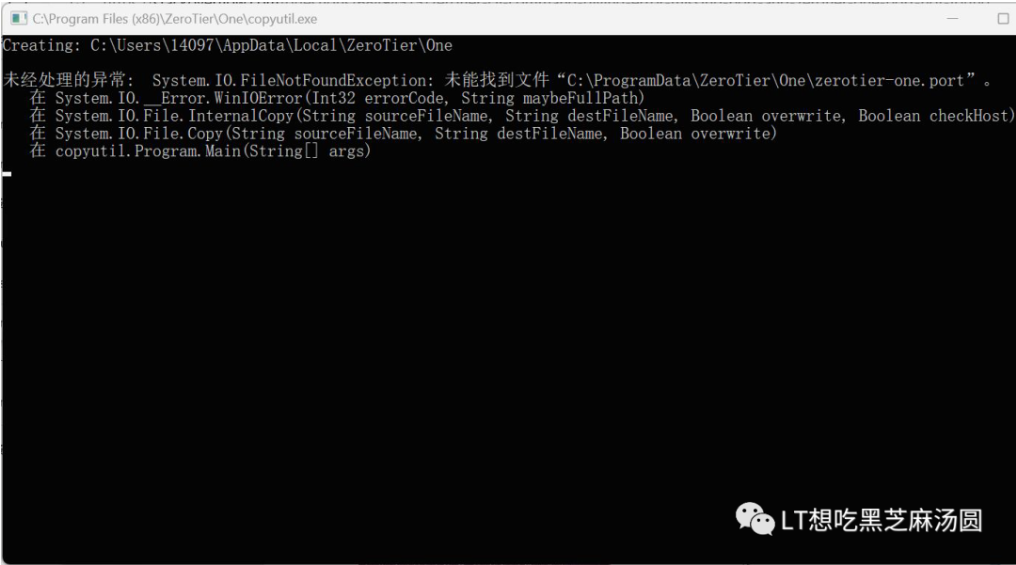 C:\Program Files (x86)\ZeroTier\One\copyutil.exe
Creating: C:\Users\14097\AppData\Local\ZeroTier\One
未经处理的异常:  System.IO.FileNotFoundException: 未能找到文件“C:\ProgramData\ZeroTier\One\zerotier-one.port”。
   在 System.IO.__Error.WinIOError(Int32 errorCode, String maybeFullPath)
   在 System.IO.File.InternalCopy(String sourceFileName, String destFileName, Boolean overwrite, Boolean checkHost)
   在 System.IO.File.Copy(String sourceFileName, String destFileName, Boolean overwrite)
   在 copyutil.Program.Main(String[] args)
LT想吃黑芝麻汤圆